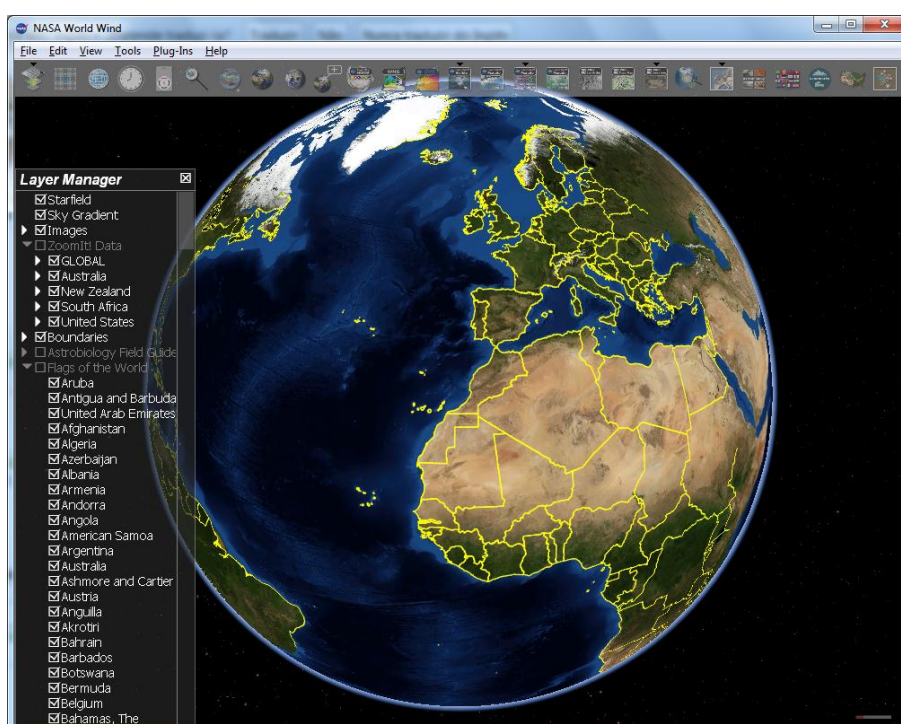 NASA World Wind
File Edit View Tools Plug-Ins Help
Layer Manager
Starfield
Sky Gradient
Images
ZoomIt! Data
GLOBAL
Australia
New Zealand
South Africa
United States
Boundaries
Astrobiology Field Guide
Flags of the World
Aruba
Antigua and Barbuda
United Arab Emirates
Afghanistan
Algeria
Azerbaijan
Albania
Armenia
Andorra
Angola
American Samoa
Argentina
Australia
Ashmore and Cartier
Austria
Anguilla
Akrotiri
Bahrain
Barbados
Botswana
Bermuda
Belgium
Bahamas, The